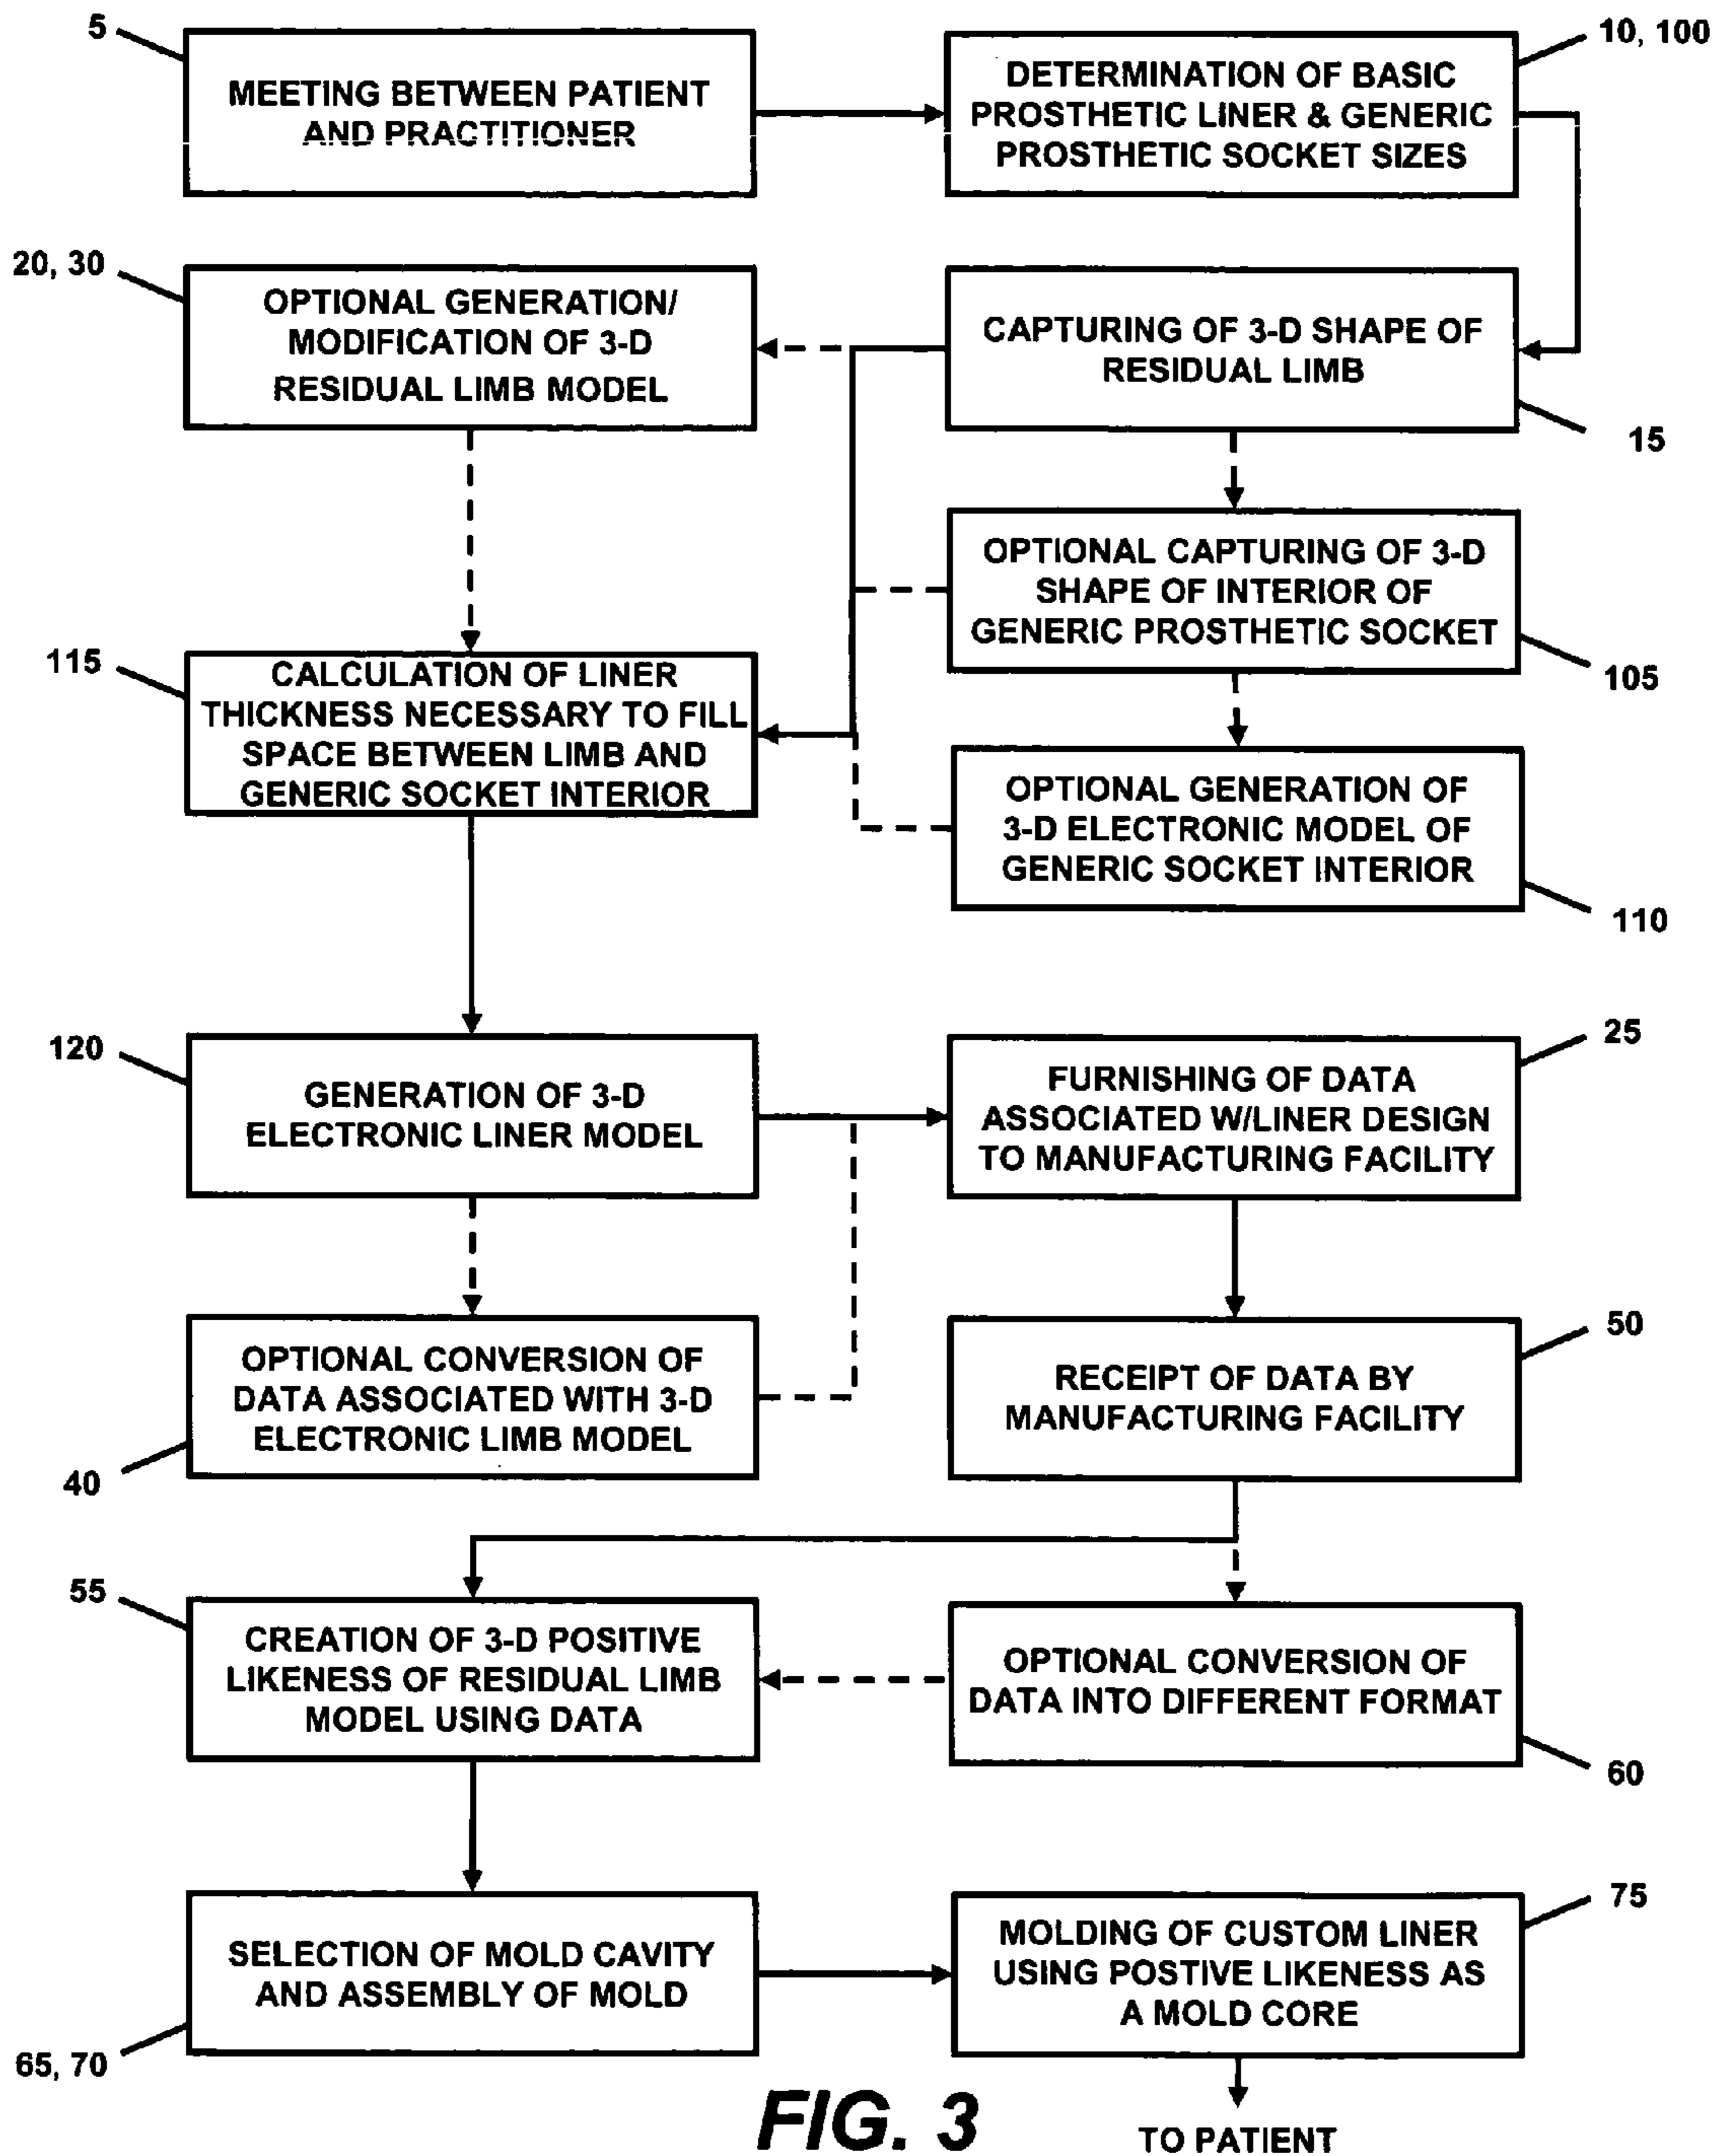 5
MEETING BETWEEN PATIENT
AND PRACTITIONER
10, 100
DETERMINATION OF BASIC
PROSTHETIC LINER & GENERIC
PROSTHETIC SOCKET SIZES
20, 30
OPTIONAL GENERATION/
MODIFICATION OF 3-D
RESIDUAL LIMB MODEL
CAPTURING OF 3-D SHAPE OF
RESIDUAL LIMB
15
OPTIONAL CAPTURING OF 3-D
SHAPE OF INTERIOR OF
GENERIC PROSTHETIC SOCKET
105
115
CALCULATION OF LINER
THICKNESS NECESSARY TO FILL
SPACE BETWEEN LIMB AND
GENERIC SOCKET INTERIOR
OPTIONAL GENERATION OF
3-D ELECTRONIC MODEL OF
GENERIC SOCKET INTERIOR
110
120
GENERATION OF 3-D
ELECTRONIC LINER MODEL
25
FURNISHING OF DATA
ASSOCIATED W/LINER DESIGN
TO MANUFACTURING FACILITY
OPTIONAL CONVERSION OF
DATA ASSOCIATED WITH 3-D
ELECTRONIC LIMB MODEL
40
50
RECEIPT OF DATA BY
MANUFACTURING FACILITY
55
CREATION OF 3-D POSITIVE
LIKENESS OF RESIDUAL LIMB
MODEL USING DATA
OPTIONAL CONVERSION OF
DATA INTO DIFFERENT FORMAT
60
SELECTION OF MOLD CAVITY
AND ASSEMBLY OF MOLD
65, 70
75
MOLDING OF CUSTOM LINER
USING POSTIVE LIKENESS AS
A MOLD CORE
FIG. 3
TO PATIENT